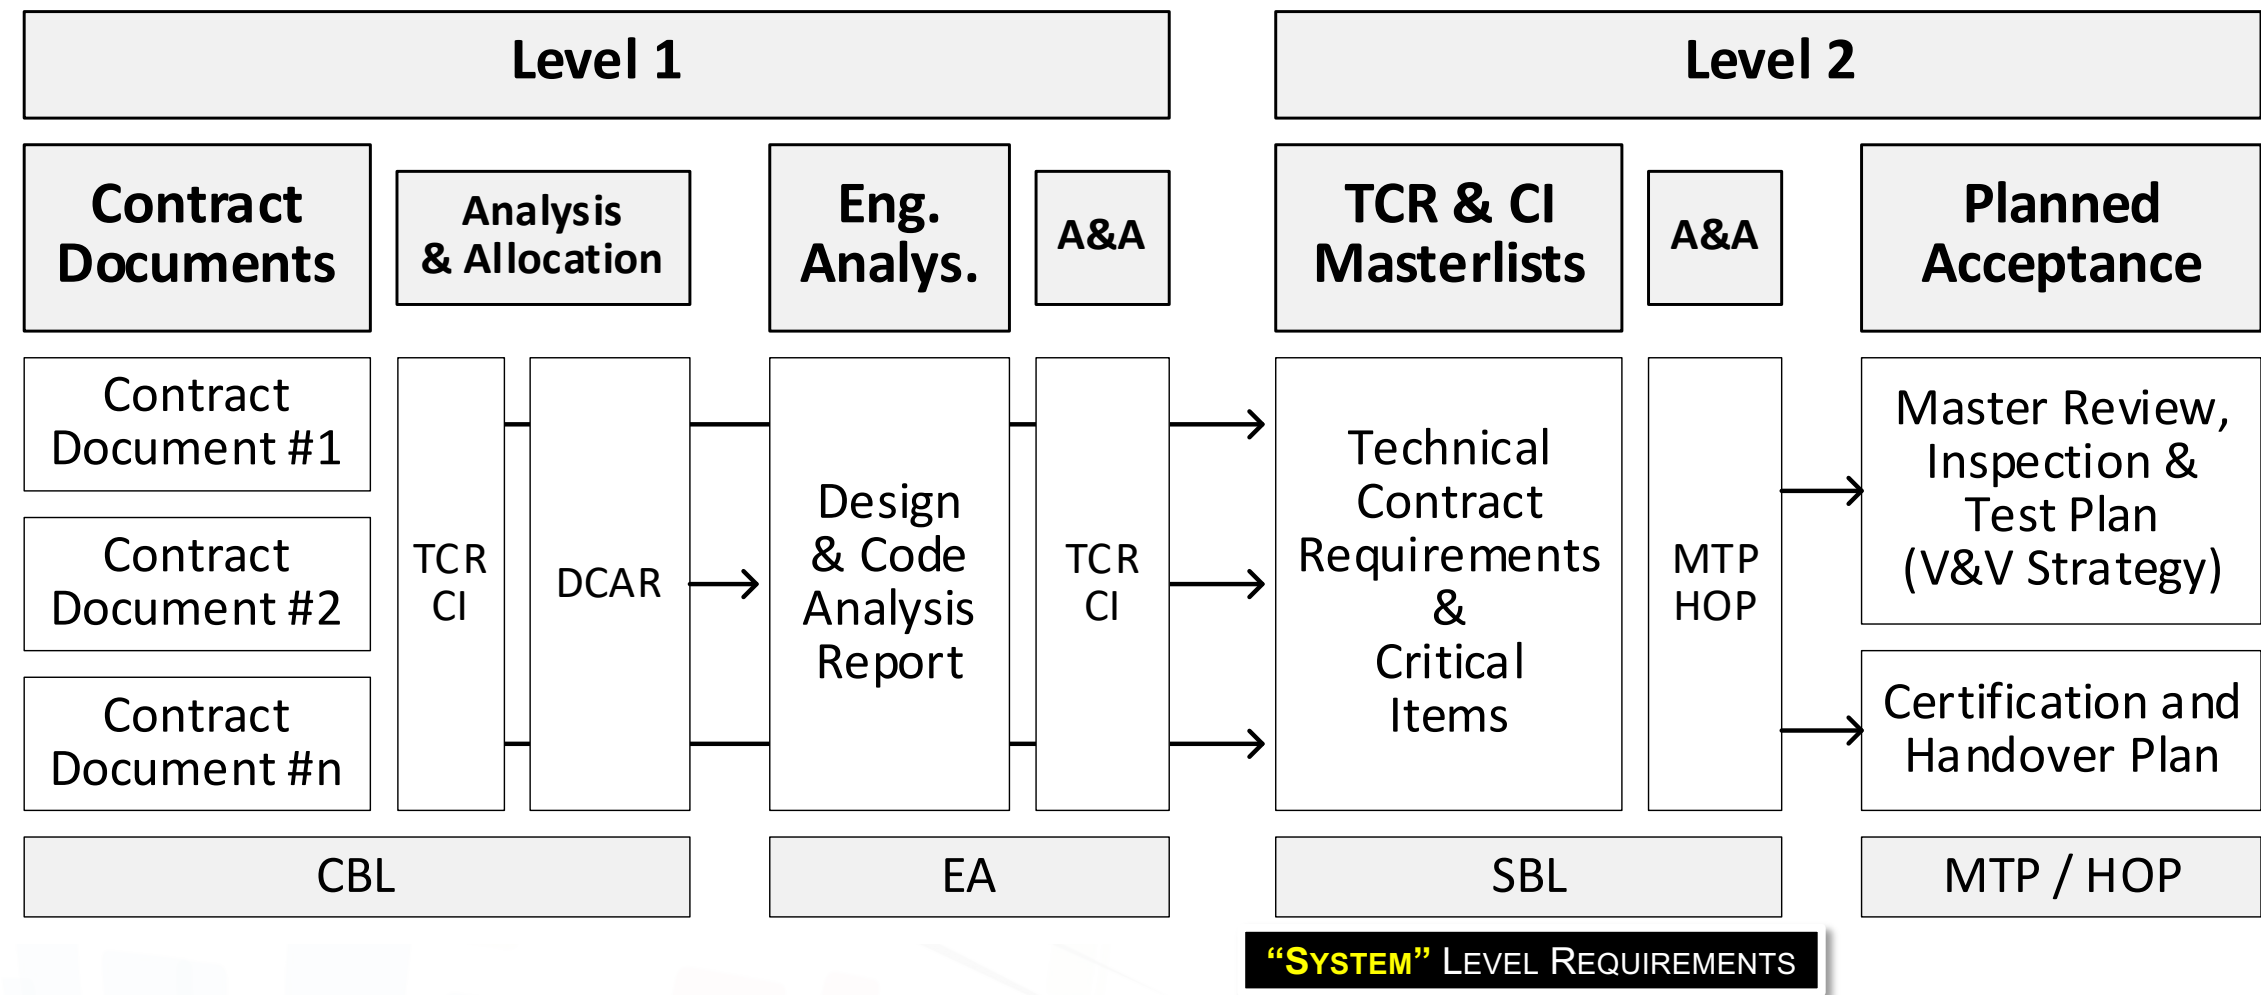 Level 1
Level 2
Contract
Documents
Analysis
& Allocation
Eng.
Analys.
A&A
TCR & CI
Masterlists
A&A
Planned
Acceptance
Contract
Document #1
Contract
Document #2
Contract
Document #n
TCR
CI
DCAR
Design
& Code
Analysis
Report
TCR
CI
Technical
Contract
Requirements
&
Critical
Items
MTP
HOP
Master Review,
Inspection &
Test Plan
(V&V Strategy)
Certification and
Handover Plan
CBL
EA
SBL
MTP / HOP
“SYSTEM” LEVEL REQUIREMENTS